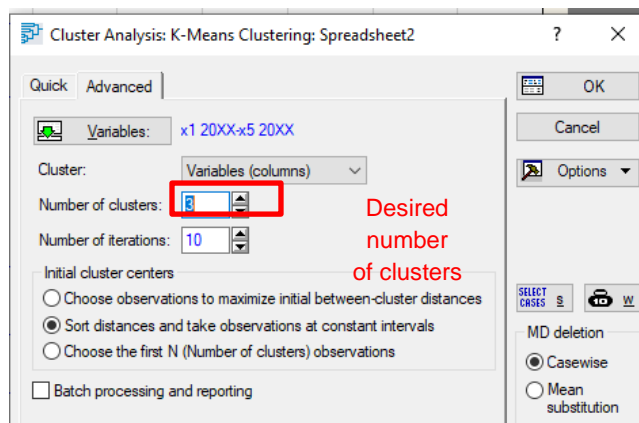 Cluster Analysis: K-Means Clustering: Spreadsheet2 ? X
Quick Advanced
OK
Variables: x1 20XX-x5 20XX
Cancel
Cluster: Variables (columns)
Options
Number of clusters: 3
Desired
number
of clusters
Number of iterations: 10
Initial cluster centers
Choose observations to maximize initial between-cluster distances
Sort distances and take observations at constant intervals
Choose the first N (Number of clusters) observations
Batch processing and reporting
SELECT
CASES S W
MD deletion
Casewise
Mean
substitution